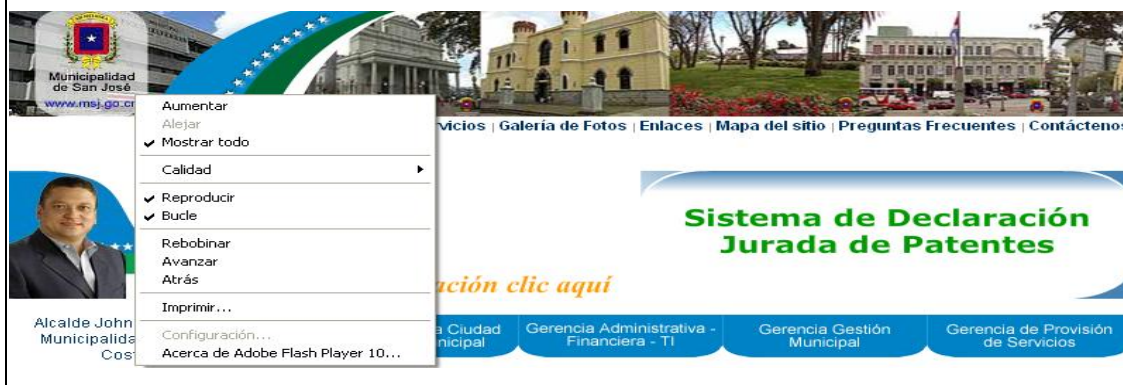 Municipalidad
de San José
www.msj.go.cr
vicios | Galería de Fotos | Enlaces | Mapa del sitio | Preguntas Frecuentes | Contáctenos
Aumentar
Alejar
Mostrar todo
Calidad
Reproducir
Bucle
Rebobinar
Avanzar
Atrás
Imprimir...
Configuración...
Acerca de Adobe Flash Player 10...
Sistema de Declaración
Jurada de Patentes
ación clic aquí
Alcalde John
Municipalida
Cos
a Ciudad
nicipal
Gerencia Administrativa -
Financiera - TI
Gerencia Gestión
Municipal
Gerencia de Provisión
de Servicios